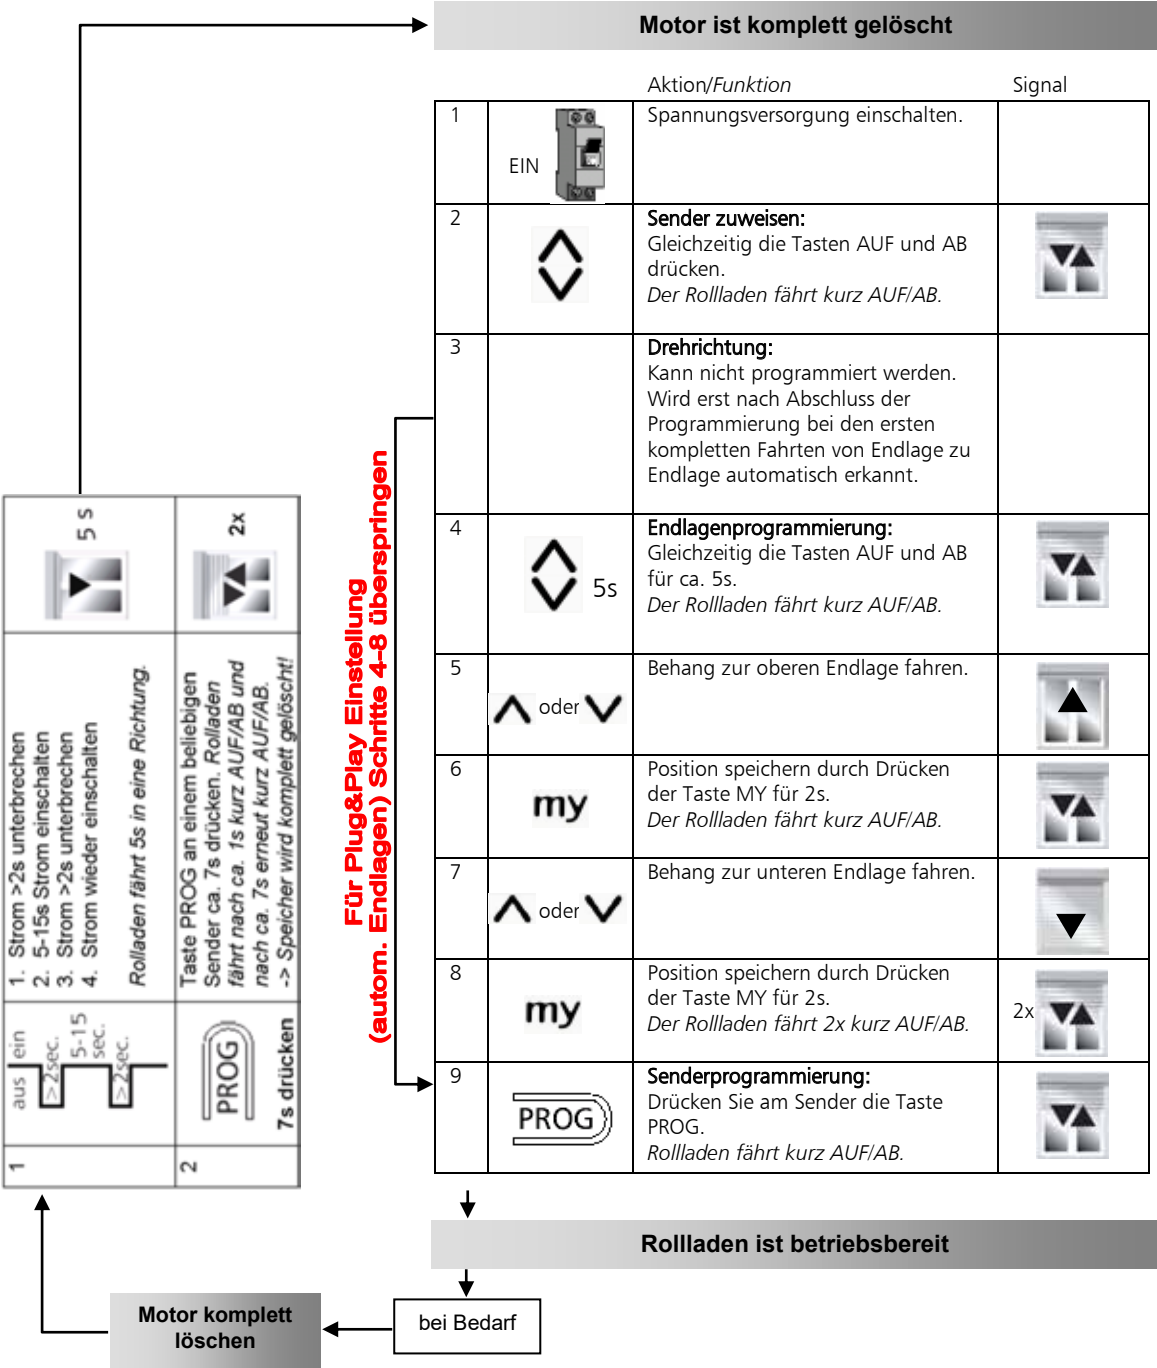 Motor ist komplett gelöscht
Aktion/Funktion Signal
1 EIN Spannungsversorgung einschalten.
2 Sender zuweisen:
Gleichzeitig die Tasten AUF und AB
drücken.
Der Rollladen fährt kurz AUF/AB.
3 Drehrichtung:
Kann nicht programmiert werden.
Wird erst nach Abschluss der
Programmierung bei den ersten
kompletten Fahrten von Endlage zu
Endlage automatisch erkannt.
4 5s Endlagenprogrammierung:
Gleichzeitig die Tasten AUF und AB
für ca. 5s.
Der Rollladen fährt kurz AUF/AB.
5 oder Behang zur oberen Endlage fahren.
6 my Position speichern durch Drücken
der Taste MY für 2s.
Der Rollladen fährt kurz AUF/AB.
7 oder Behang zur unteren Endlage fahren.
8 my Position speichern durch Drücken
der Taste MY für 2s.
Der Rollladen fährt 2x kurz AUF/AB.
2x
9 PROG Senderprogrammierung:
Drücken Sie am Sender die Taste
PROG.
Rollladen fährt kurz AUF/AB.
Für Plug&Play Einstellung
(autom. Endlagen) Schritte 4-8 überspringen
1
aus ein
>2sec.
5-15
sec.
>2sec.
1. Strom >2s unterbrechen
2. 5-15s Strom einschalten
3. Strom >2s unterbrechen
4. Strom wieder einschalten
Rolladen fährt 5s in eine Richtung.
5 s
2
PROG
7s drücken
Taste PROG an einem beliebigen
Sender ca. 7s drücken. Rolladen
fährt nach ca. 1s kurz AUF/AB und
nach ca. 7s erneut kurz AUF/AB.
-> Speicher wird komplett gelöscht!
2x
Rollladen ist betriebsbereit
bei Bedarf
Motor komplett
löschen